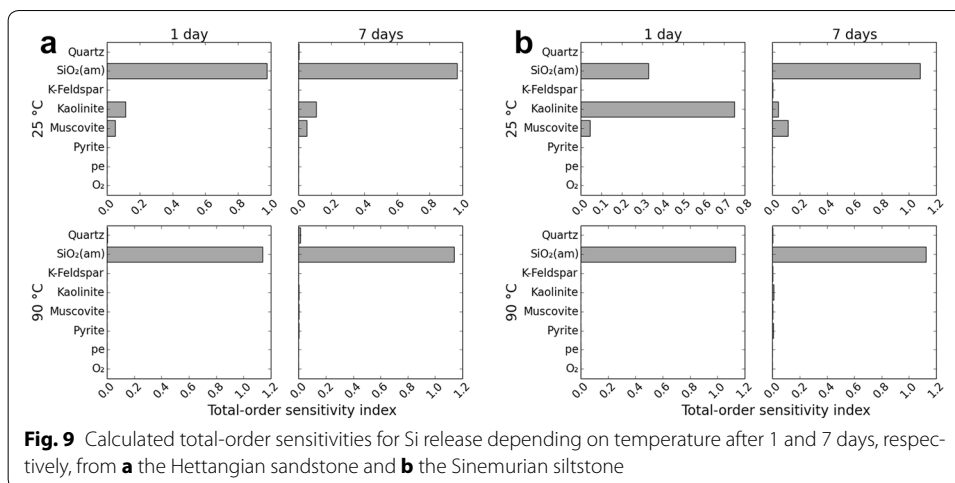 a
1 day
7 days
b
1 day
7 days
25 °C
Quartz
SiO₂(am)
K-Feldspar
Kaolinite
Muscovite
Pyrite
pe
O₂
0.0 0.2 0.4 0.6 0.8 1.0
0.0 0.2 0.4 0.6 0.8 1.0
25 °C
Quartz
SiO₂(am)
K-Feldspar
Kaolinite
Muscovite
Pyrite
pe
O₂
0.0 0.1 0.2 0.3 0.4 0.5 0.6 0.7 0.8
0.0 0.2 0.4 0.6 0.8 1.0 1.2
90 °C
Quartz
SiO₂(am)
K-Feldspar
Kaolinite
Muscovite
Pyrite
pe
O₂
0.0 0.2 0.4 0.6 0.8 1.0 1.2
0.0 0.2 0.4 0.6 0.8 1.0 1.2
Total-order sensitivity index
90 °C
Quartz
SiO₂(am)
K-Feldspar
Kaolinite
Muscovite
Pyrite
pe
O₂
0.0 0.2 0.4 0.6 0.8 1.0 1.2
0.0 0.2 0.4 0.6 0.8 1.0 1.2
Total-order sensitivity index
Fig. 9 Calculated total-order sensitivities for Si release depending on temperature after 1 and 7 days, respec-
tively, from a the Hettangian sandstone and b the Sinemurian siltstone